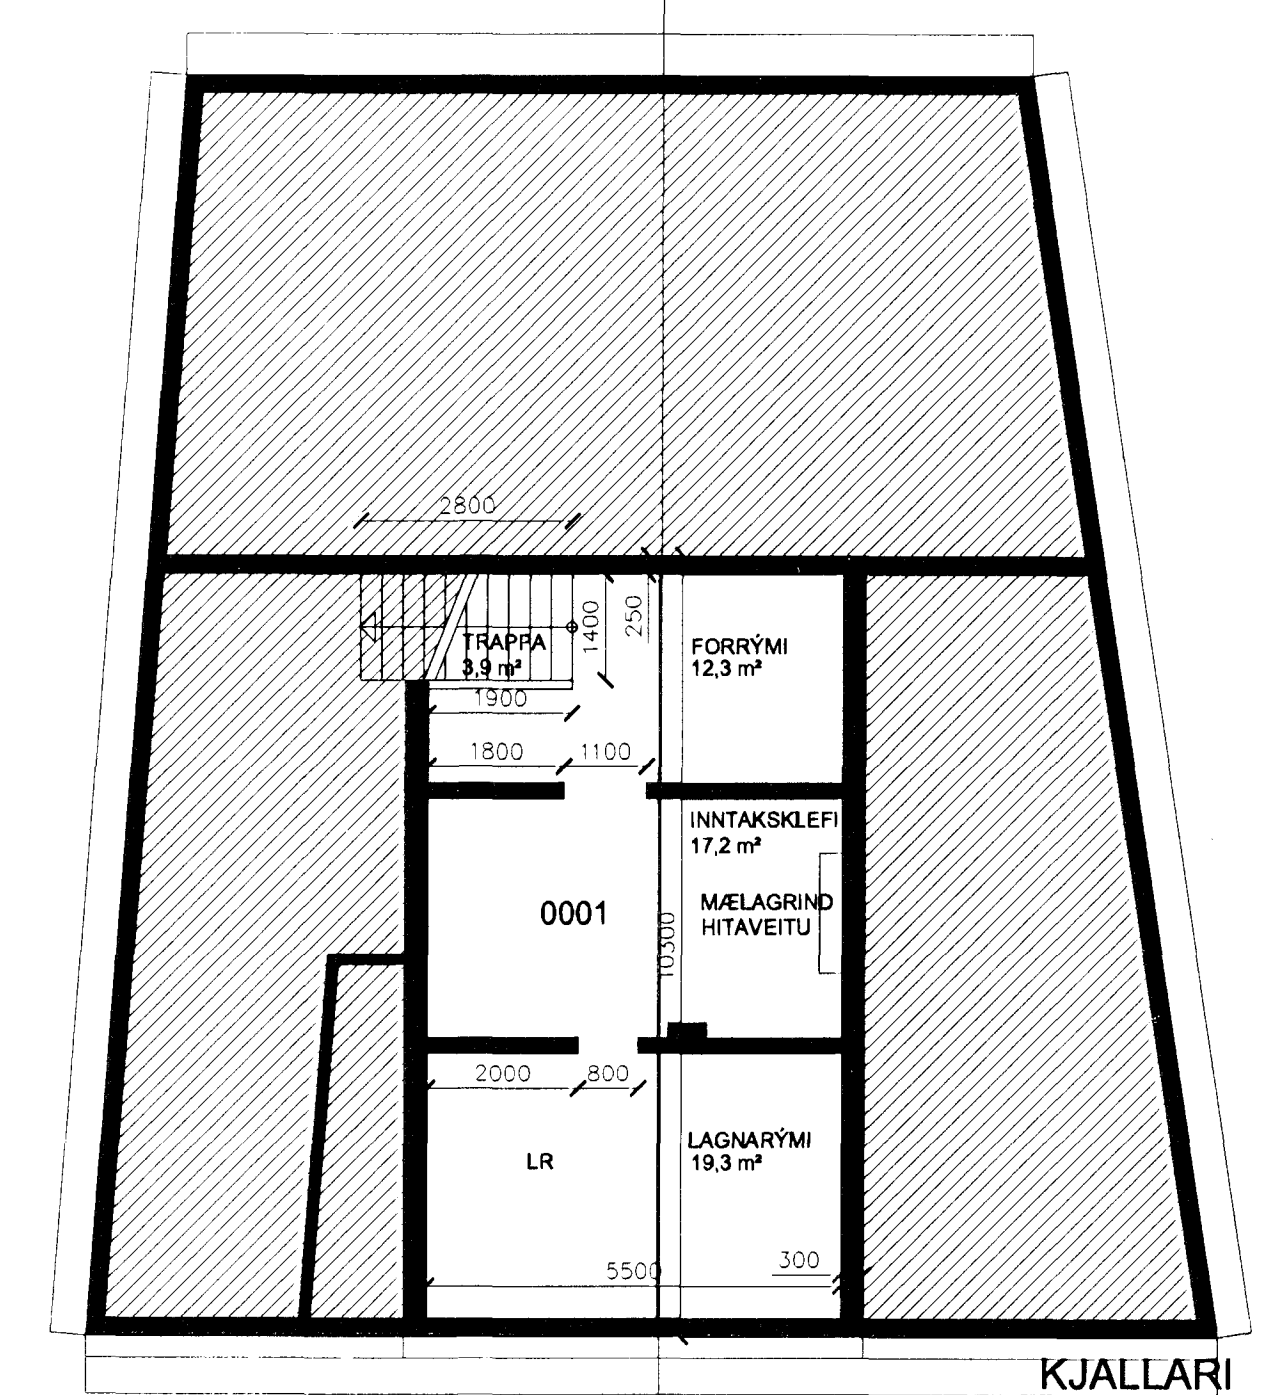 2800
1400
250
TRAPPA
3,9 m²
FORRÝMI
12,3 m²
1900
1800
1100
INNTAKSKLEFI
17,2 m²
MÆLAGRIND
HITAVEITU
0001
10300
2000
800
LAGNARÝMI
19,3 m²
LR
5500
300
KJALLARI